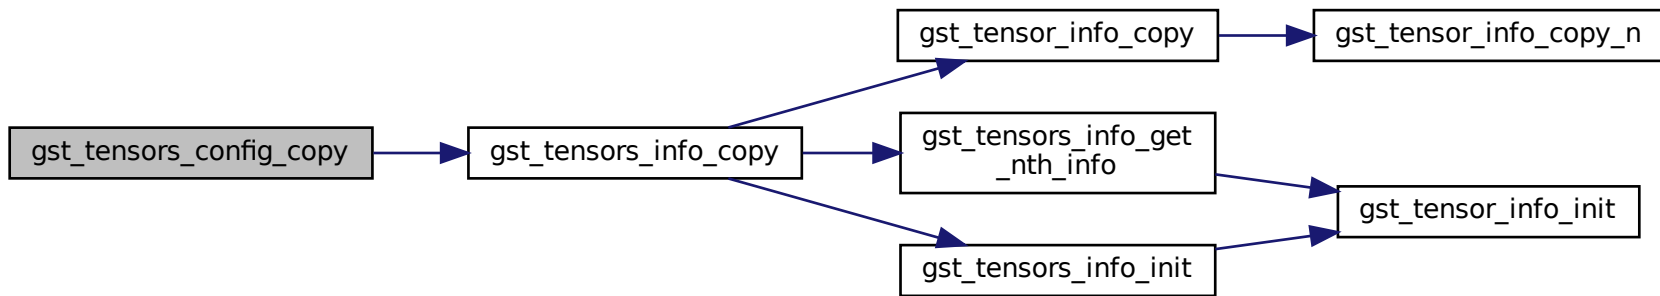 gst_tensors_config_copy
gst_tensors_info_copy
gst_tensor_info_copy
gst_tensor_info_copy_n
gst_tensors_info_get
_nth_info
gst_tensors_info_init
gst_tensor_info_init